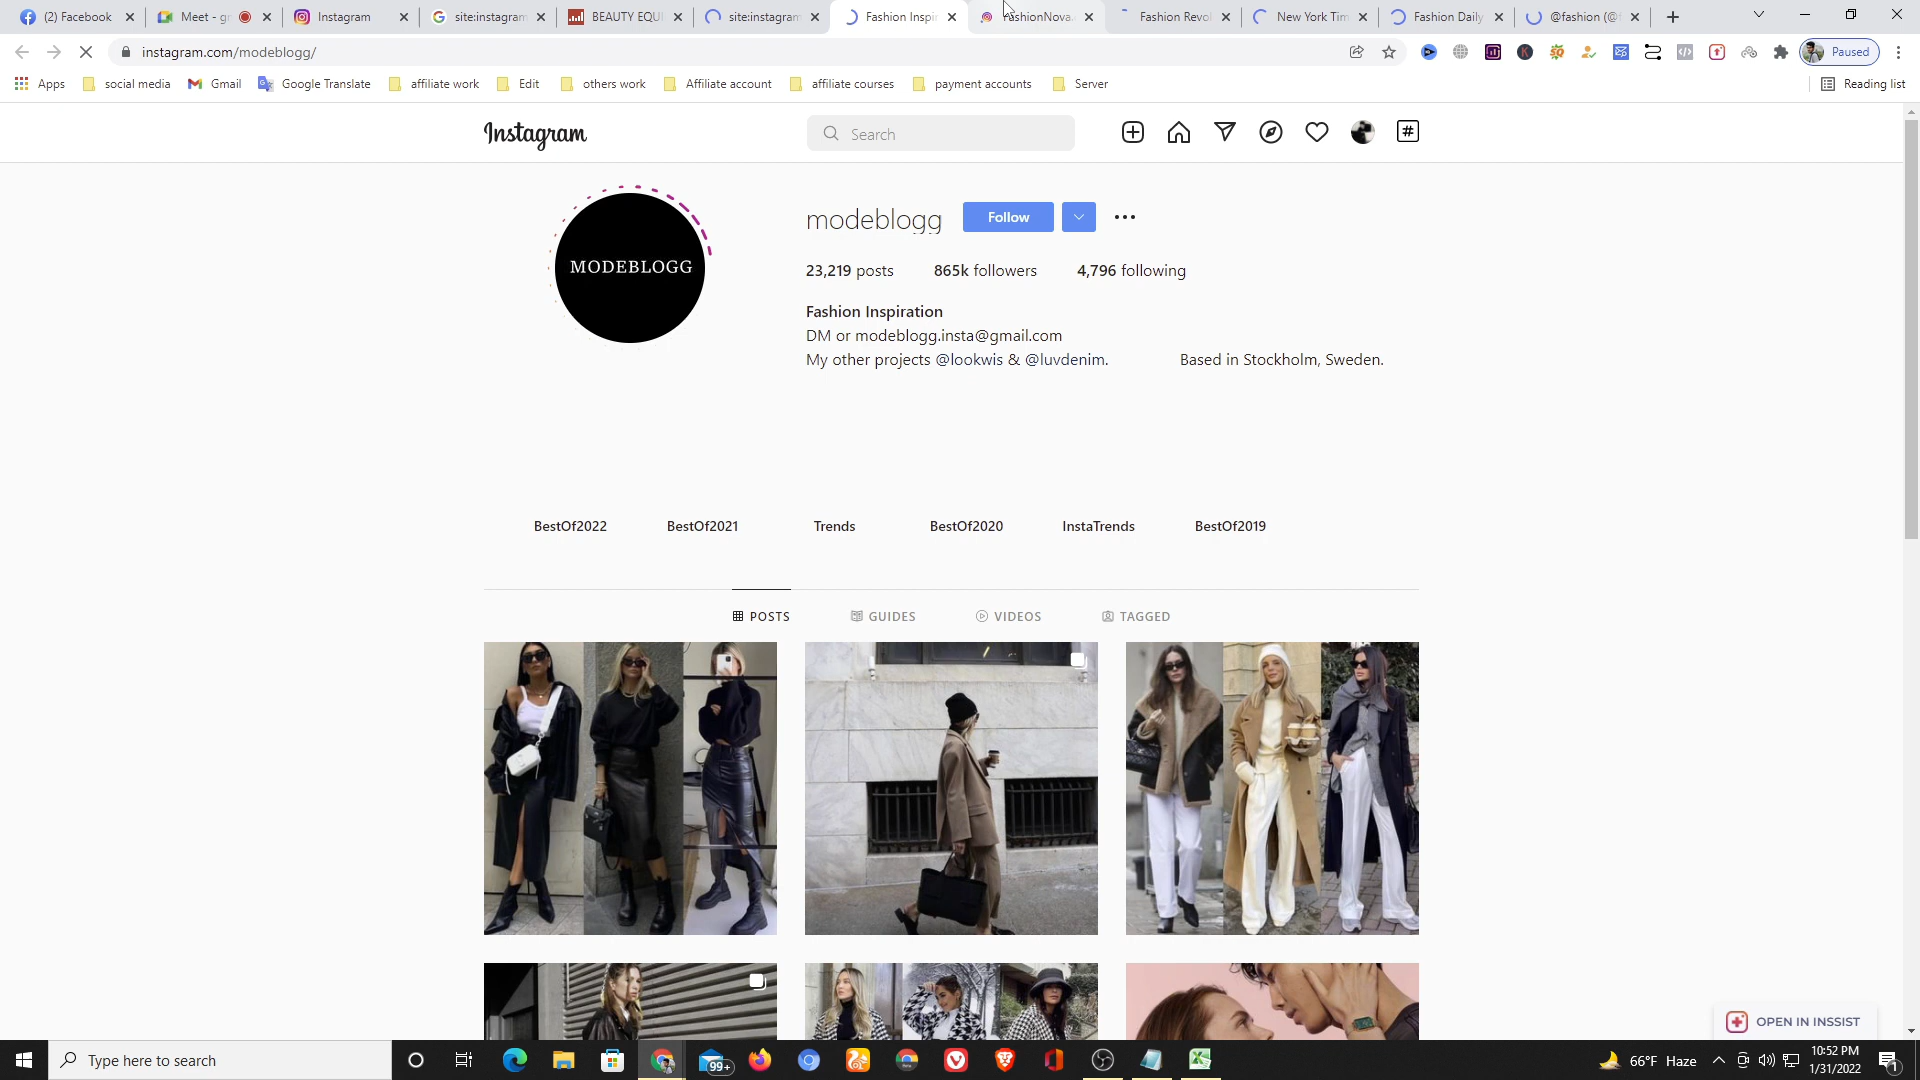 (2) Facebook
Meet - gr
Instagram
site:instagram
BEAUTY EQUI
site:instagram
Fashion Inspir
FashionNova.
Fashion Revol
New York Tim
Fashion Daily
@fashion (@f
instagram.com/modeblogg/
Paused
Apps
social media
Gmail
Google Translate
affiliate work
Edit
others work
Affiliate account
affiliate courses
payment accounts
Server
Reading list
Instagram
Search
MODEBLOGG
modeblogg
Follow
23,219 posts
865k followers
4,796 following
Fashion Inspiration
DM or modeblogg.insta@gmail.com
My other projects @lookwis & @luvdenim.
Based in Stockholm, Sweden.
BestOf2022
BestOf2021
Trends
BestOf2020
InstaTrends
BestOf2019
POSTS
GUIDES
VIDEOS
TAGGED
OPEN IN INSSIST
Type here to search
99+
66°F Haze
10:52 PM
1/31/2022
1